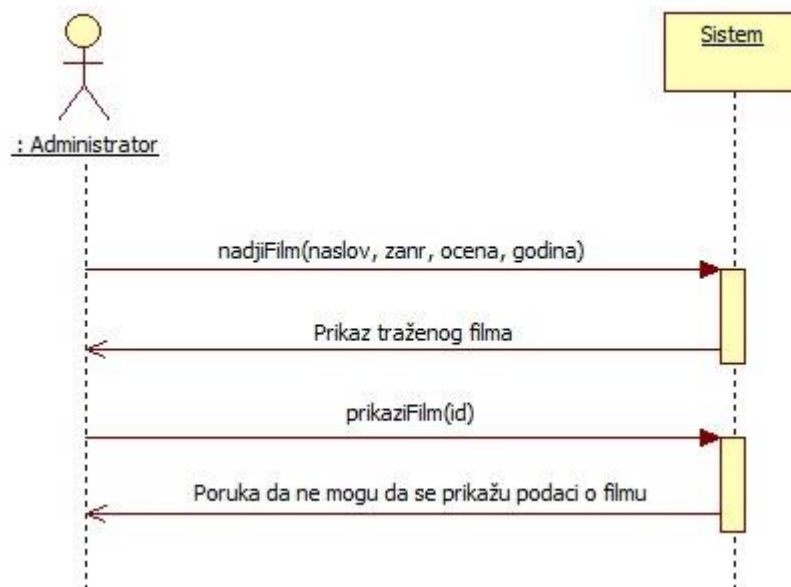 Sistem
: Administrator
nadjiFilm(naslov, zanr, ocena, godina)
Prikaz traženog filma
prikaziFilm(id)
Poruka da ne mogu da se prikažu podaci o filmu